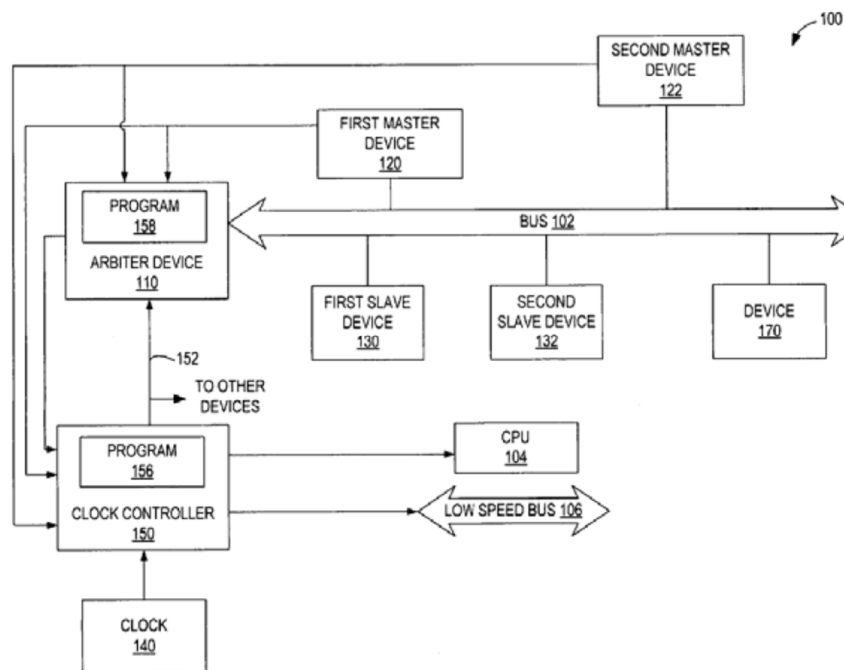 100
SECOND MASTER
DEVICE
122
FIRST MASTER
DEVICE
120
PROGRAM
158
ARBITER DEVICE
110
BUS 102
FIRST SLAVE
DEVICE
130
SECOND
SLAVE DEVICE
132
DEVICE
170
152
TO OTHER
DEVICES
PROGRAM
156
CLOCK CONTROLLER
150
CPU
104
LOW SPEED BUS 106
CLOCK
140